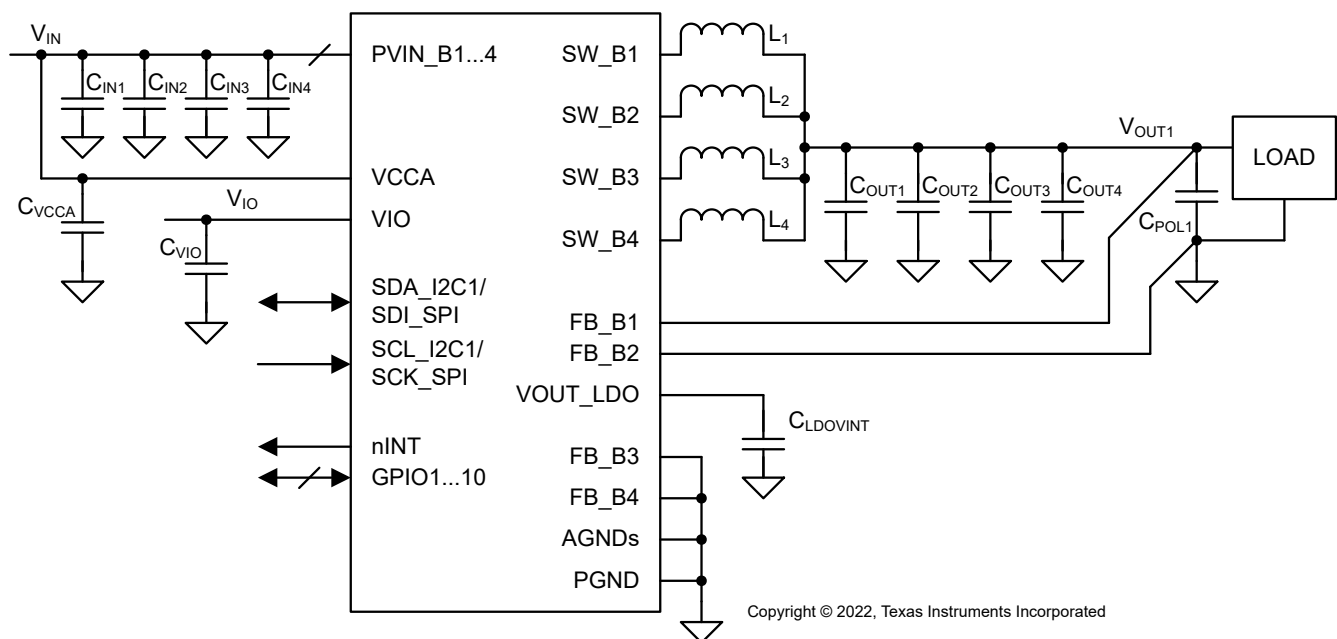 VIN
CIN1
CIN2
CIN3
CIN4
PVIN_B1...4
SW_B1
L1
SW_B2
L2
SW_B3
L3
SW_B4
L4
VOUT1
LOAD
COUT1
COUT2
COUT3
COUT4
CPOL1
VCCA
CVCCA
VIO
VIO
CVIO
SDA_I2C1/
SDI_SPI
SCL_I2C1/
SCK_SPI
FB_B1
FB_B2
VOUT_LDO
CLDOVINT
nINT
GPIO1...10
FB_B3
FB_B4
AGNDs
PGND
Copyright © 2022, Texas Instruments Incorporated